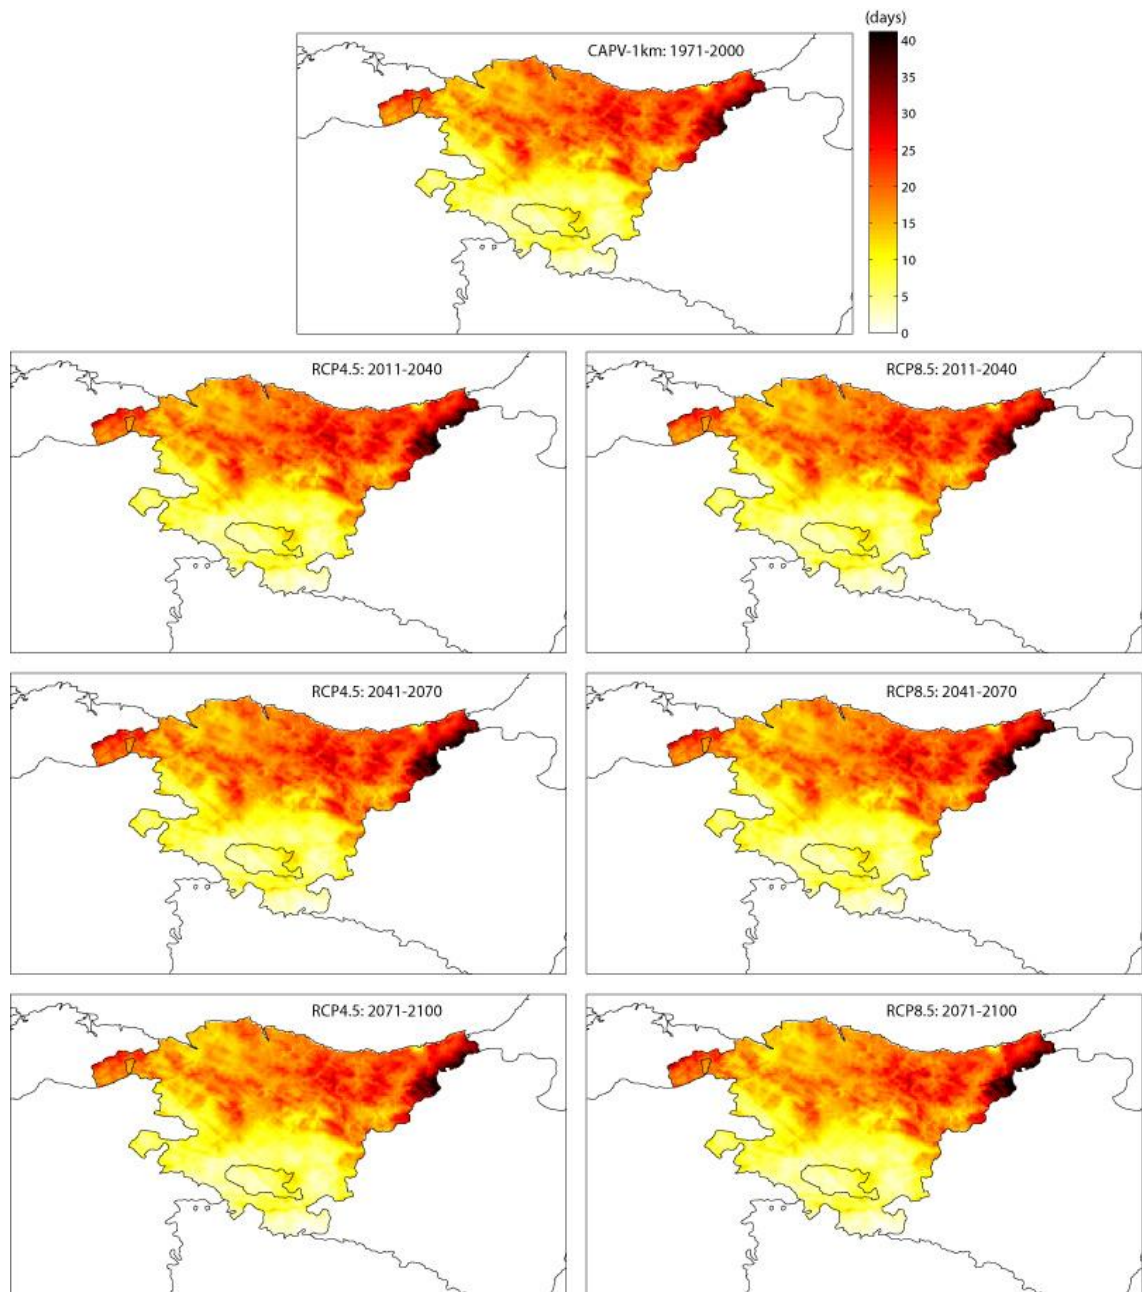 (days)
CAPV-1km: 1971-2000
40
35
30
25
20
15
10
5
0
RCP4.5: 2011-2040
RCP8.5: 2011-2040
RCP4.5: 2041-2070
RCP8.5: 2041-2070
RCP4.5: 2071-2100
RCP8.5: 2071-2100